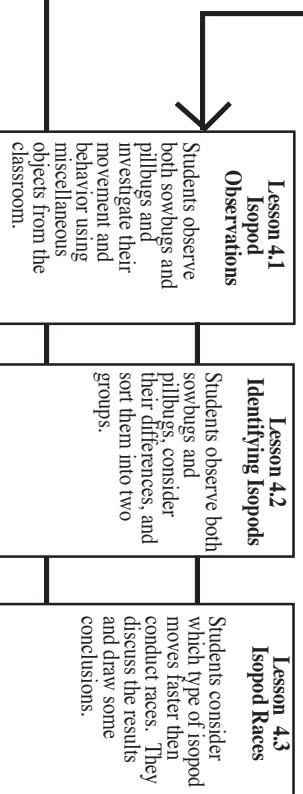 Lesson 4.1
Isopod
Observations
Students observe
both sowbugs and
pillbugs and
investigate their
movement and
behavior using
miscellaneous
objects from the
classroom.
Lesson 4.2
Identifying Isopods
Students observe both
sowbugs and
pillbugs, consider
their differences, and
sort them into two
groups.
Lesson 4.3
Isopod Races
Students consider
which type of isopod
moves faster then
conduct races. They
discuss the results
and draw some
conclusions.